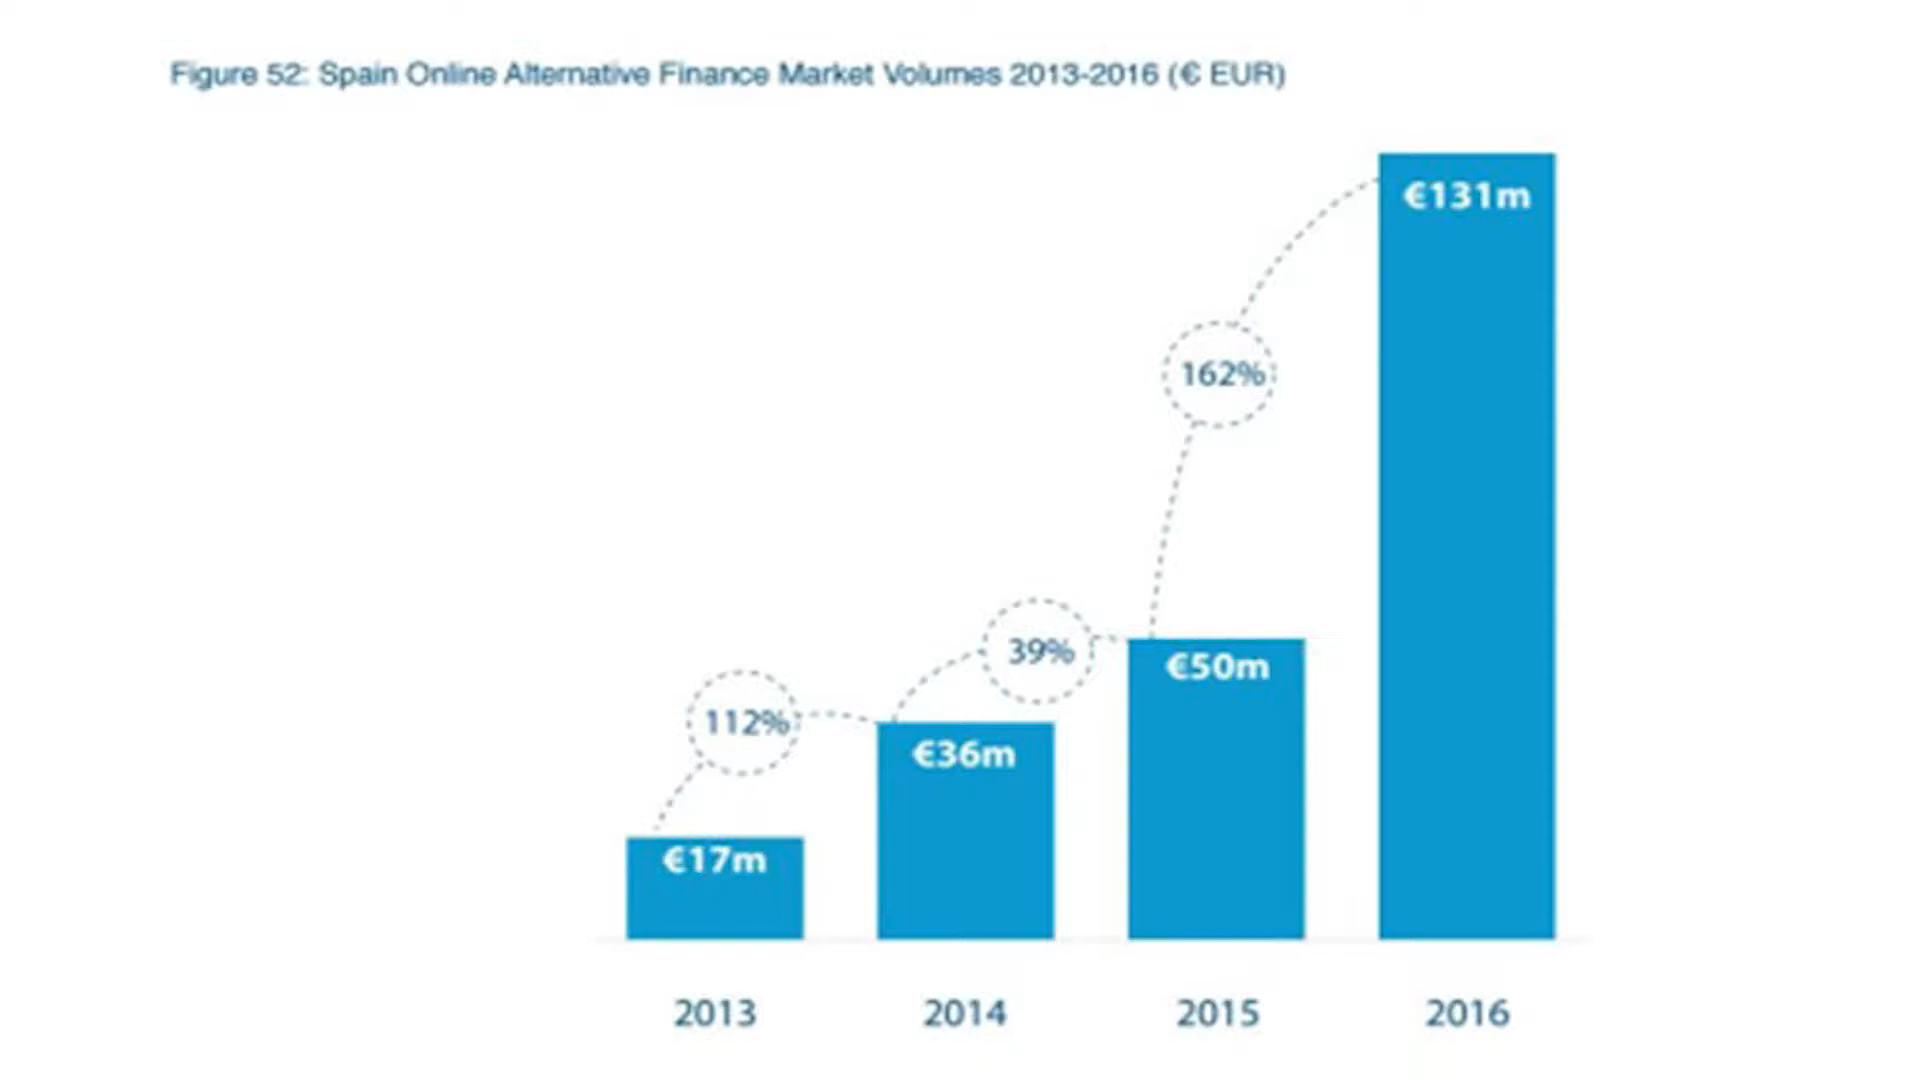 Figure 52: Spain Online Alternative Finance Market Volumes 2013-2016 (€ EUR)
€131m
162%
39%
€50m
112%
€36m
€17m
2013 2014 2015 2016